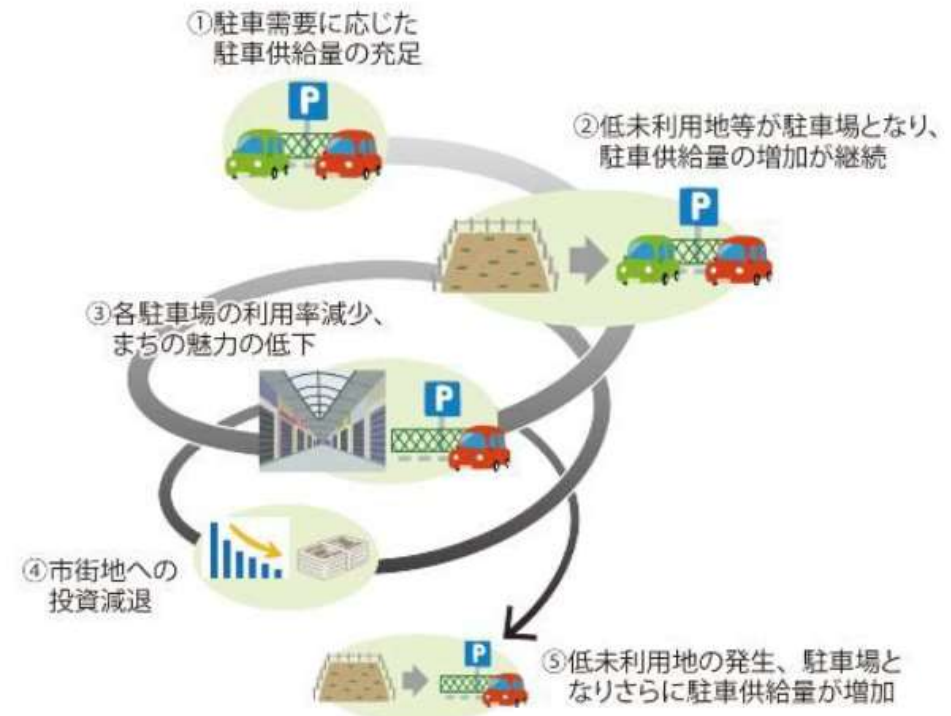 ①駐車需要に応じた
駐車供給量の充足
P
②低未利用地等が駐車場となり、
駐車供給量の増加が継続
P
③各駐車場の利用率減少、
まちの魅力の低下
P
④市街地への
投資減退
P
⑤低未利用地の発生、駐車場と
なりさらに駐車供給量が増加